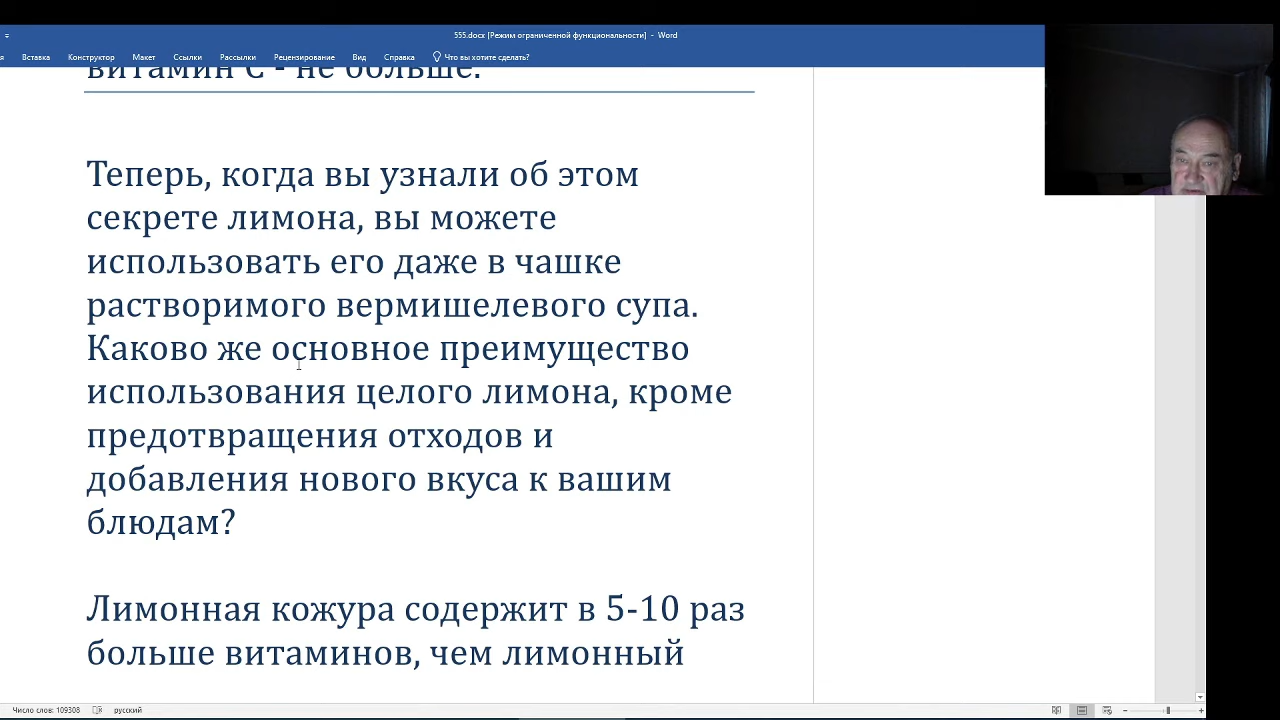 555.docx [Режим ограниченной функциональности] - Word
Вставка Конструктор Макет Ссылки Рассылки Рецензирование Вид Справка Что вы хотите сделать?
витамин С - не больше.
Теперь, когда вы узнали об этом
секрете лимона, вы можете
использовать его даже в чашке
растворимого вермишелевого супа.
Каково же основное преимущество
использования целого лимона, кроме
предотвращения отходов и
добавления нового вкуса к вашим
блюдам?
Лимонная кожура содержит в 5-10 раз
больше витаминов, чем лимонный
Число слов: 109308 русский